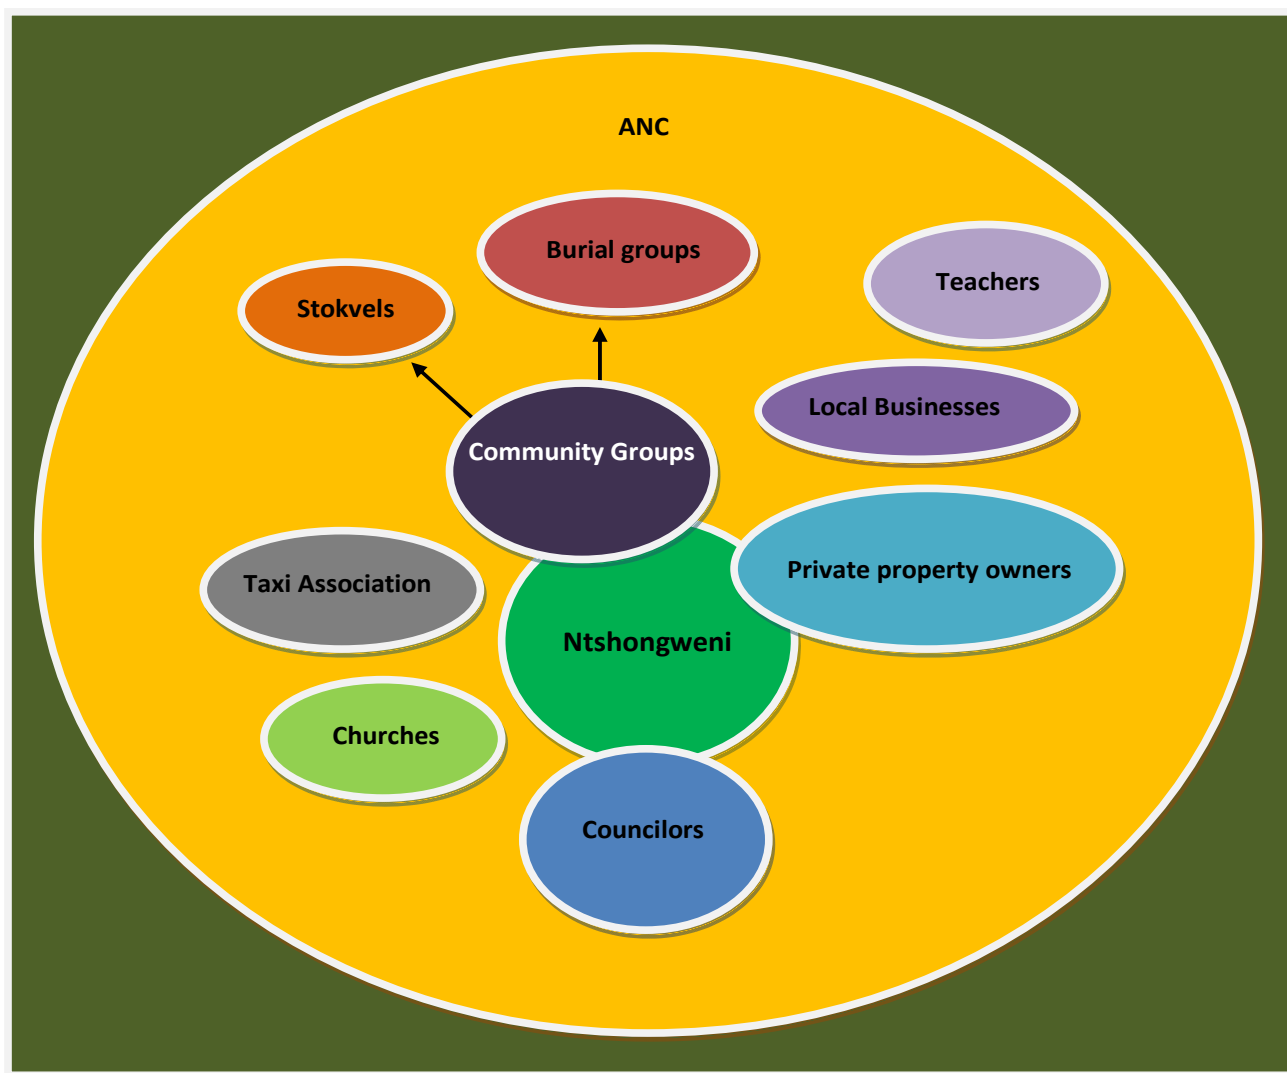 ANC
Burial groups
Teachers
Stokvels
Local Businesses
Community Groups
Private property owners
Taxi Association
Ntshongweni
Churches
Councilors